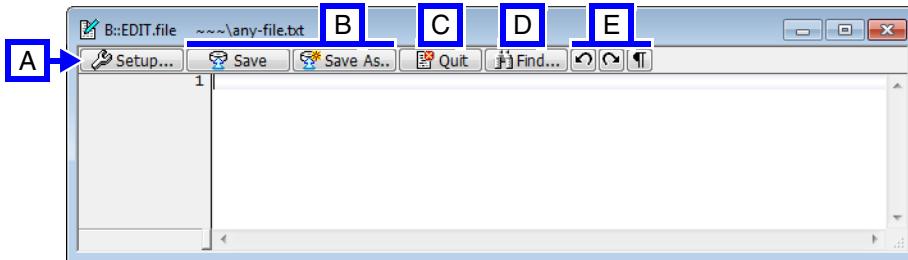 B C D E
B::EDIT.file ~~~\any-file.txt
A Setup... Save Save As.. Quit Find... ¶
1